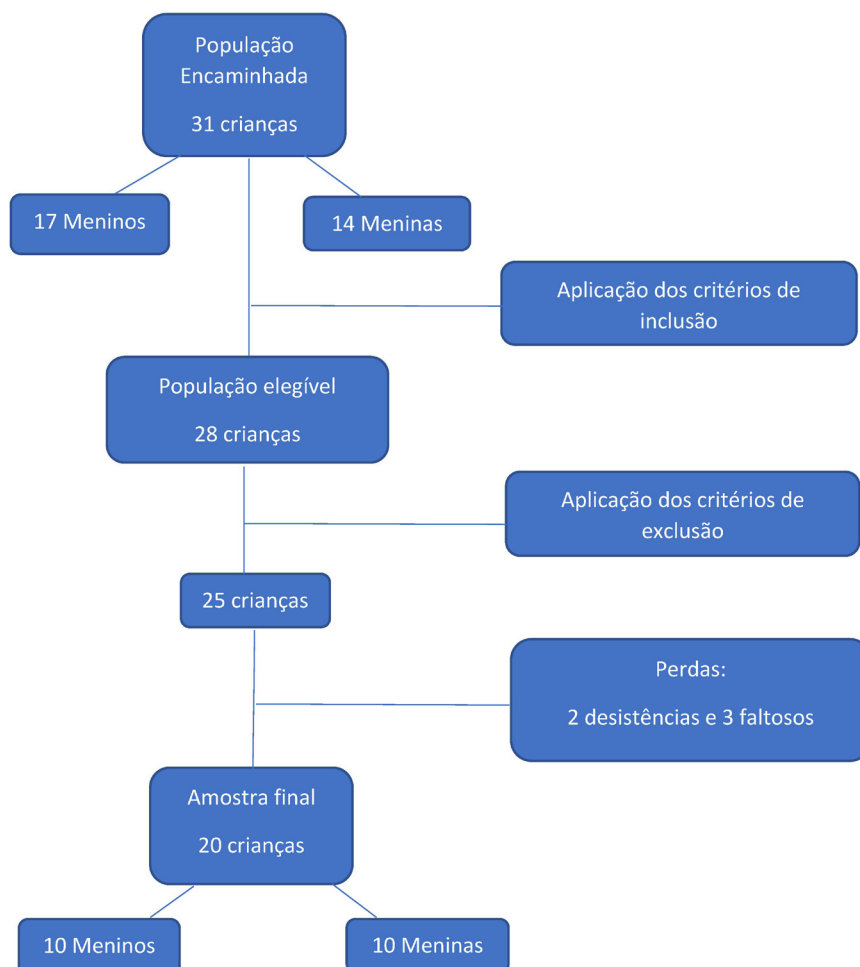 População
Encaminhada
31 crianças
17 Meninos
14 Meninas
Aplicação dos critérios de
inclusão
População elegível
28 crianças
Aplicação dos critérios de
exclusão
25 crianças
Perdas:
2 desistências e 3 faltosos
Amostra final
20 crianças
10 Meninos
10 Meninas